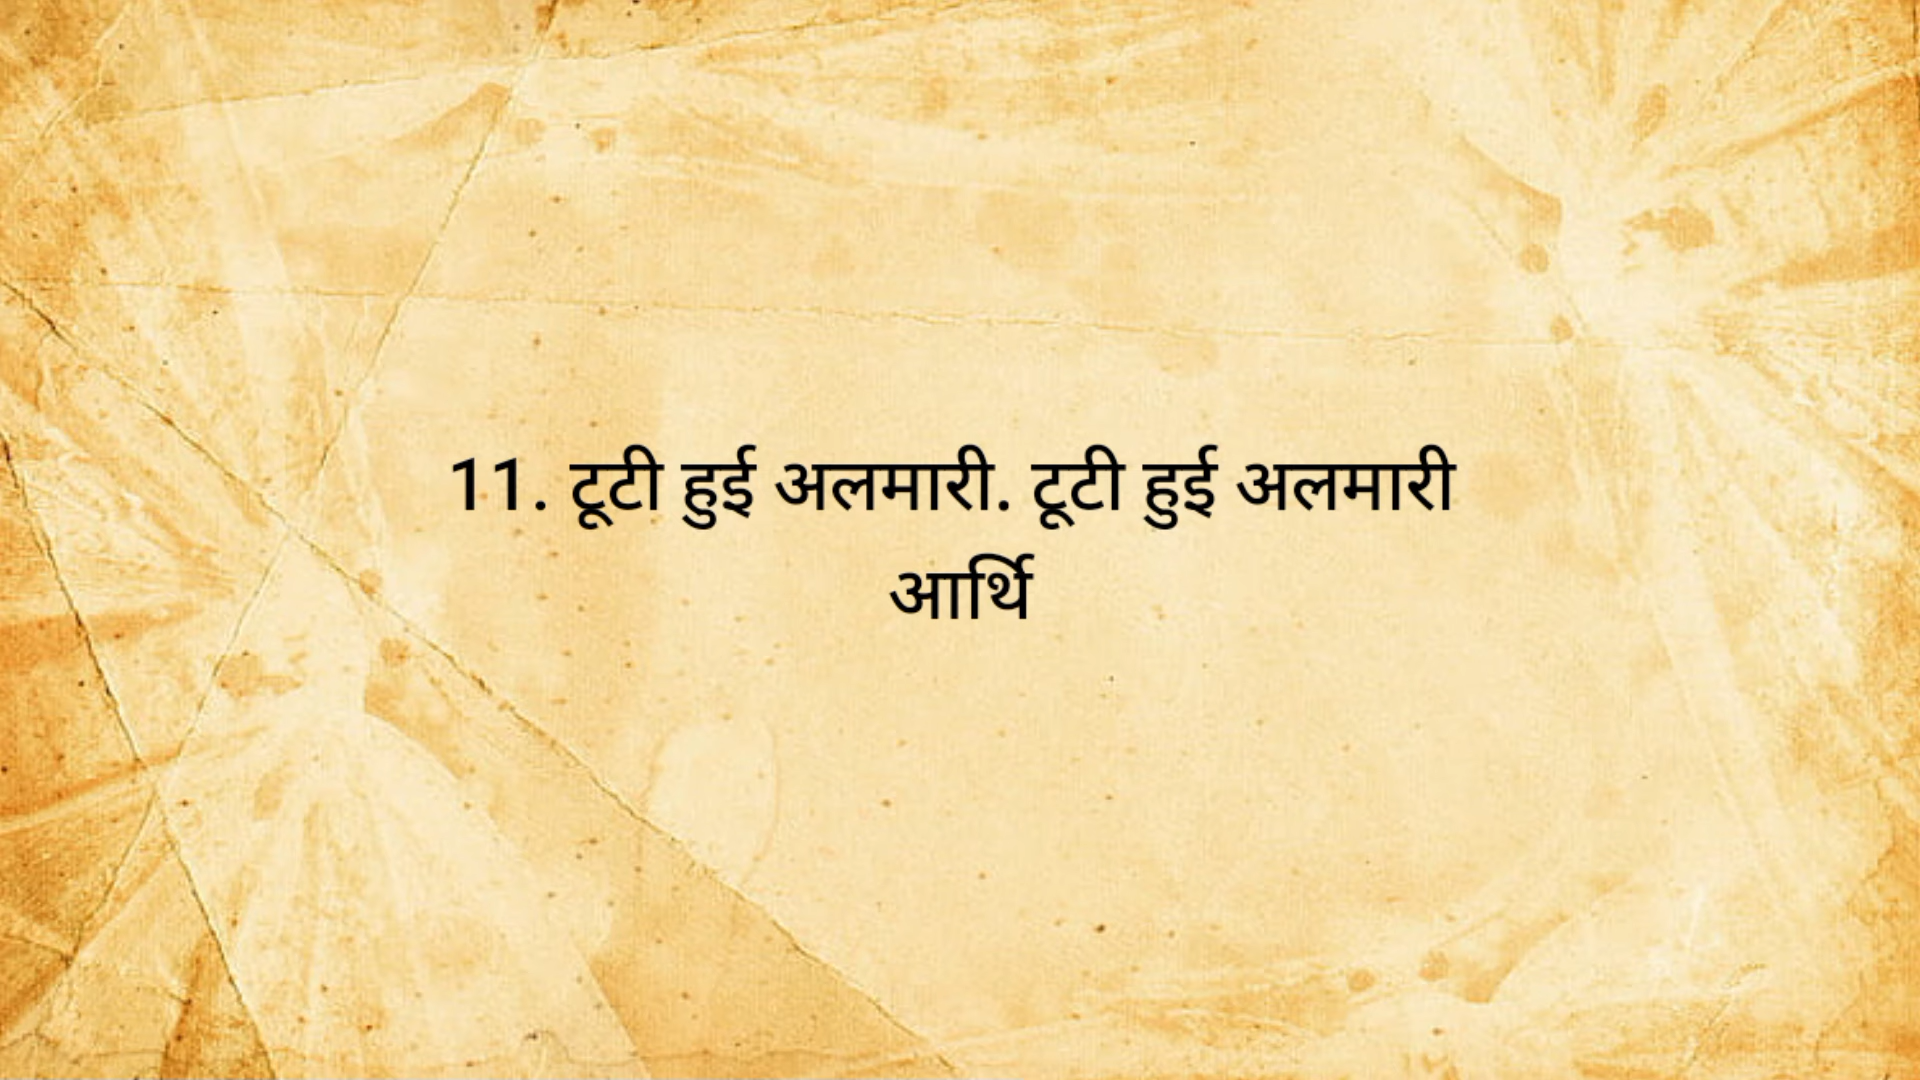 11. टूटी हुई अलमारी. टूटी हुई अलमारी
आर्थि